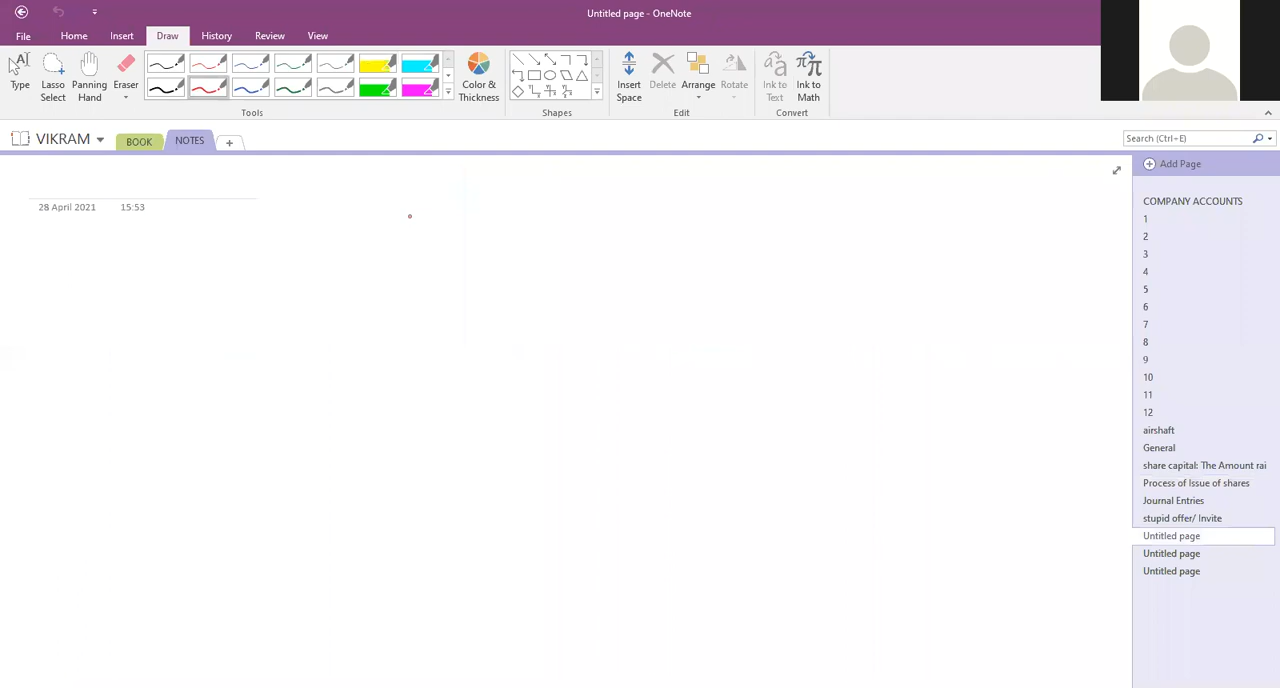 Untitled page - OneNote
File Home Insert Draw History Review View
Type Lasso Select Panning Hand Eraser Color & Thickness Insert Space Delete Arrange Rotate Ink to Text Ink to Math
Tools Shapes Edit Convert
VIKRAM BOOK NOTES + Search (Ctrl+E)
Add Page
28 April 2021 15:53
COMPANY ACCOUNTS
1
2
3
4
5
6
7
8
9
10
11
12
airshaft
General
share capital: The Amount rai
Process of Issue of shares
Journal Entries
stupid offer/ Invite
Untitled page
Untitled page
Untitled page